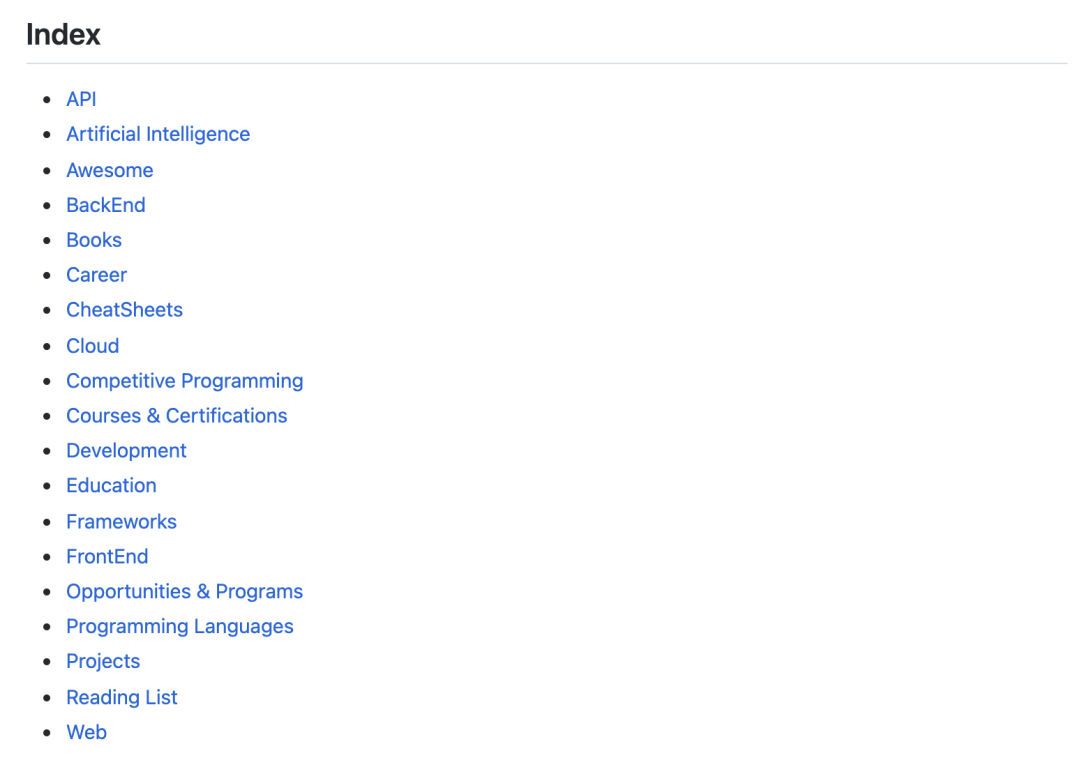 Index
API
Artificial Intelligence
Awesome
BackEnd
Books
Career
CheatSheets
Cloud
Competitive Programming
Courses & Certifications
Development
Education
Frameworks
FrontEnd
Opportunities & Programs
Programming Languages
Projects
Reading List
Web